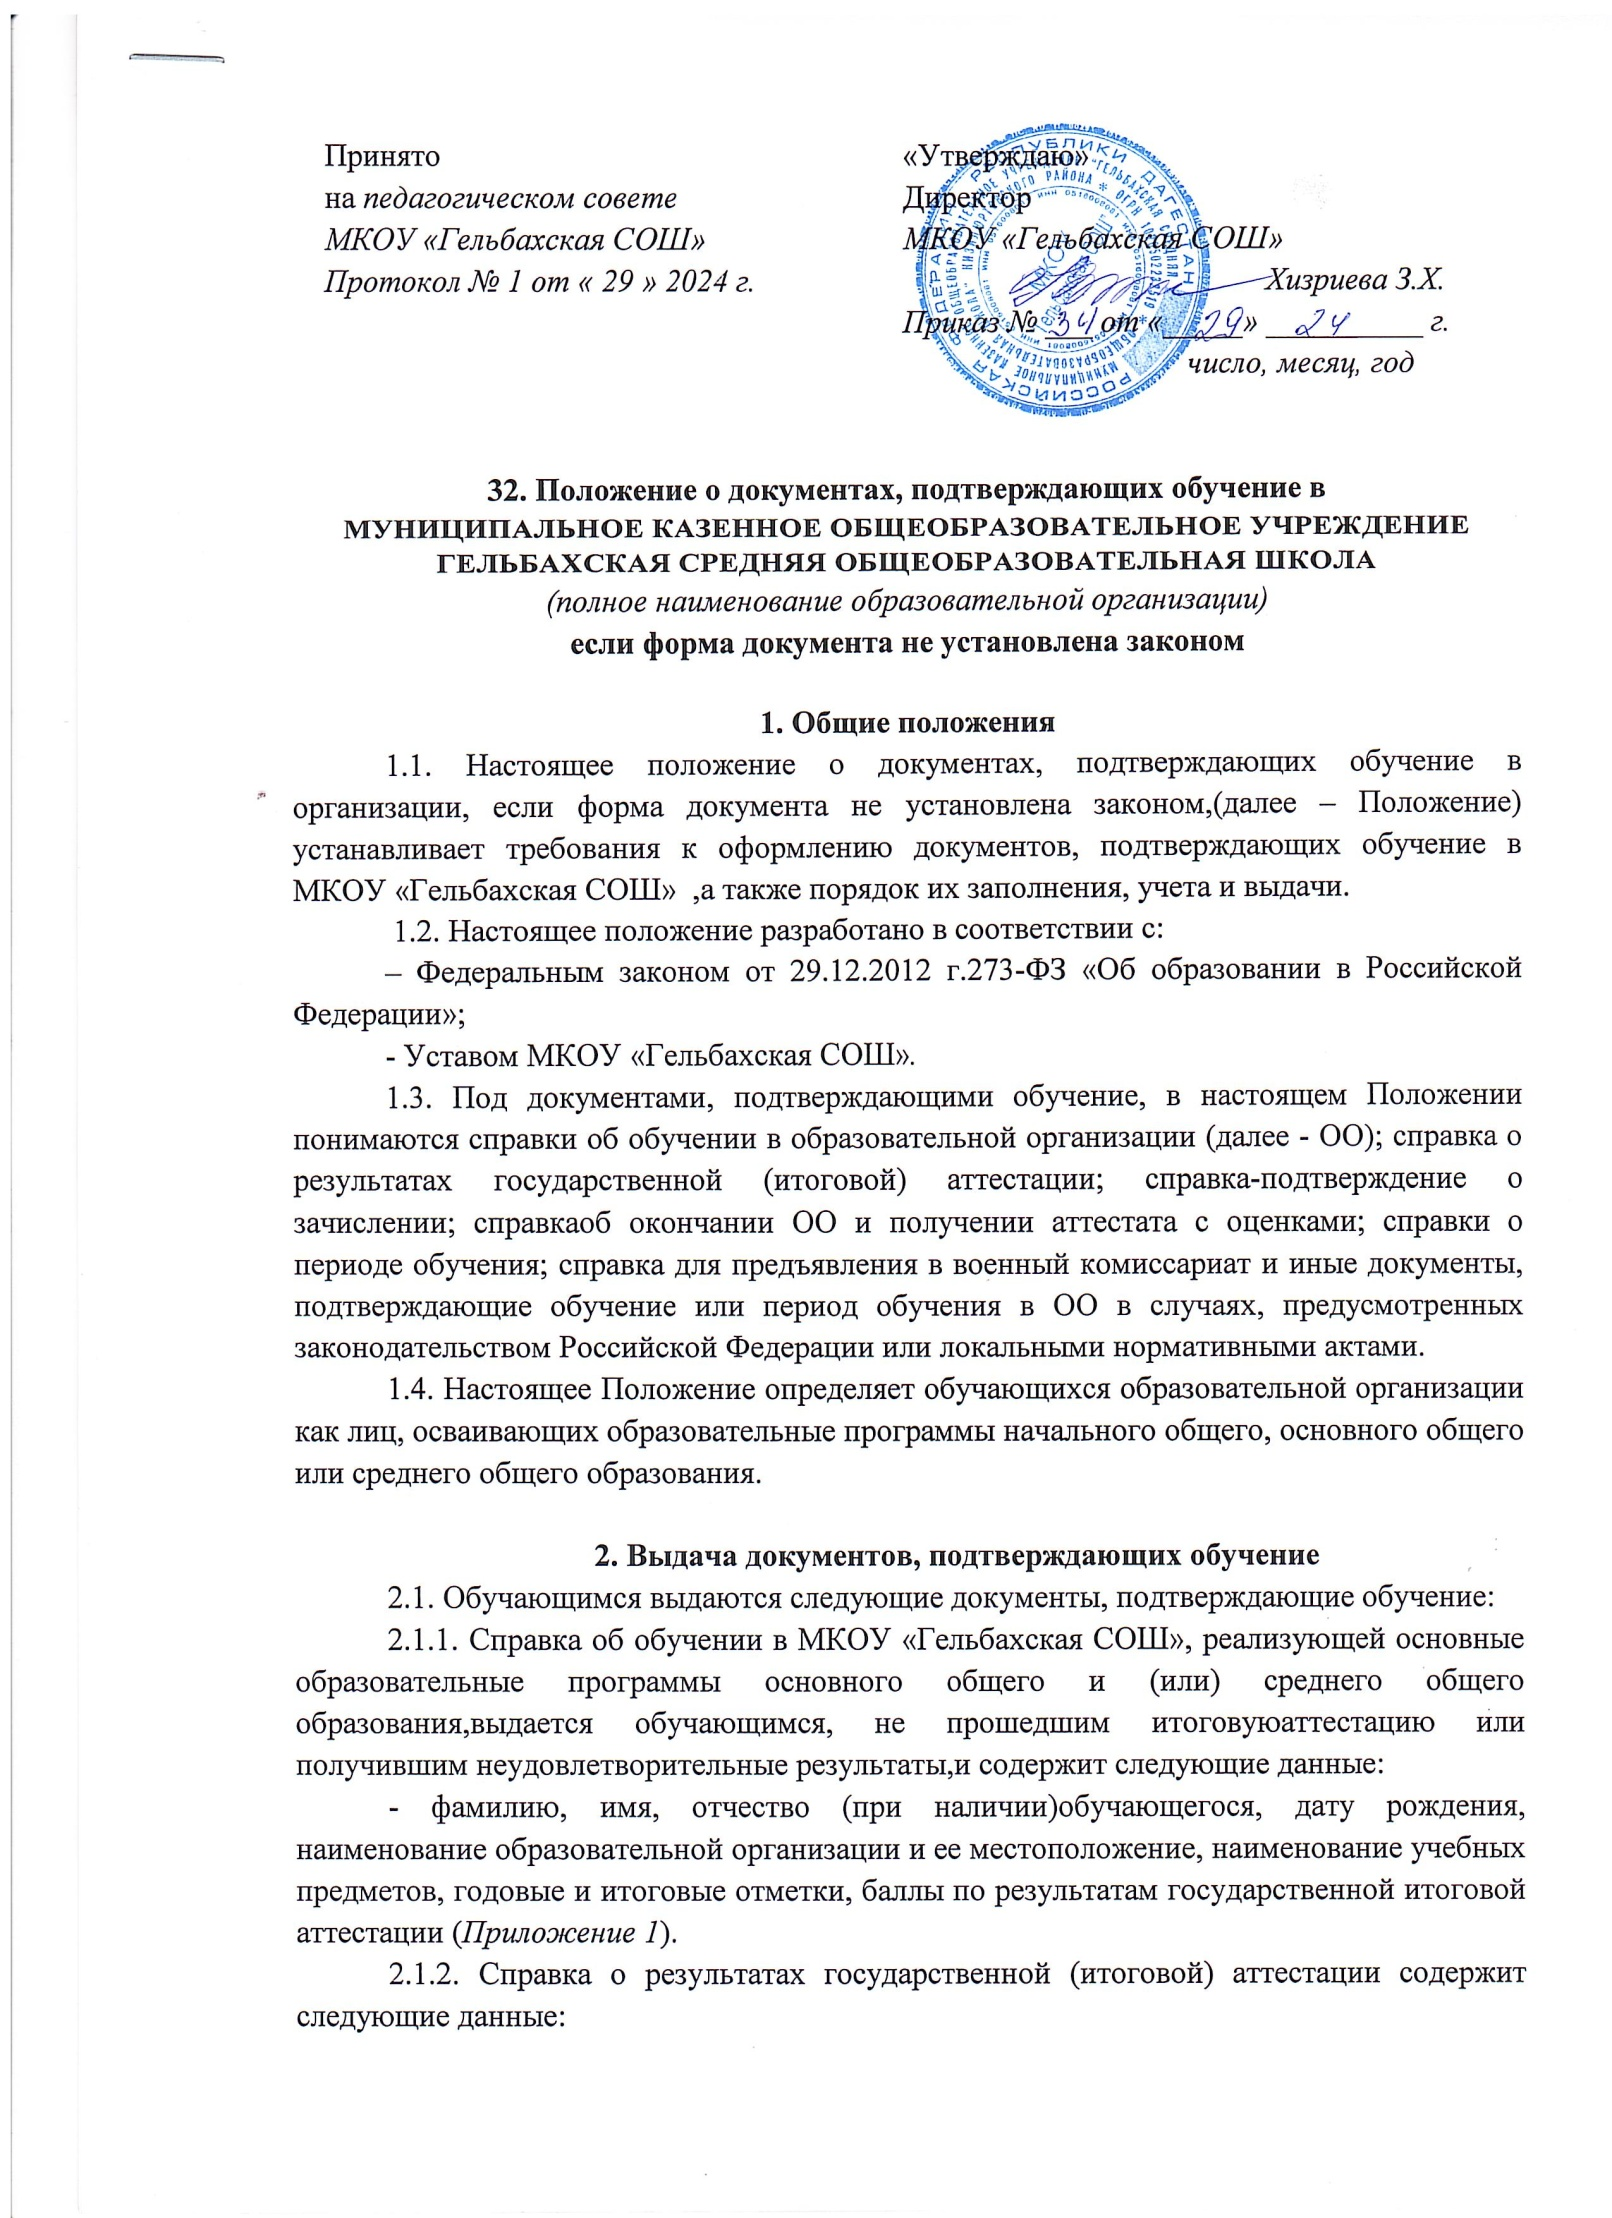 Принято
на педагогическом совете
МКОУ «Гельбахская СОШ»
Протокол № 1 от « 29 » 2024 г.
«Утверждаю»
Директор
МКОУ «Гельбахская СОШ»
Хизриева З.Х.
Приказ № 34 от « 29 » 24 г.
число, месяц, год
РОССИЙСКАЯ ФЕДЕРАЦИЯ РЕСПУБЛИКИ ДАГЕСТАН
МКОУ "Гельбахская СОШ"
32. Положение о документах, подтверждающих обучение в
МУНИЦИПАЛЬНОЕ КАЗЕННОЕ ОБЩЕОБРАЗОВАТЕЛЬНОЕ УЧРЕЖДЕНИЕ
ГЕЛЬБАХСКАЯ СРЕДНЯЯ ОБЩЕОБРАЗОВАТЕЛЬНАЯ ШКОЛА
(полное наименование образовательной организации)
если форма документа не установлена законом
1. Общие положения
1.1. Настоящее положение о документах, подтверждающих обучение в
организации, если форма документа не установлена законом,(далее – Положение)
устанавливает требования к оформлению документов, подтверждающих обучение в
МКОУ «Гельбахская СОШ» ,а также порядок их заполнения, учета и выдачи.
1.2. Настоящее положение разработано в соответствии с:
– Федеральным законом от 29.12.2012 г.273-ФЗ «Об образовании в Российской
Федерации»;
- Уставом МКОУ «Гельбахская СОШ».
1.3. Под документами, подтверждающими обучение, в настоящем Положении
понимаются справки об обучении в образовательной организации (далее - ОО); справка о
результатах государственной (итоговой) аттестации; справка-подтверждение о
зачислении; справкаоб окончании ОО и получении аттестата с оценками; справки о
периоде обучения; справка для предъявления в военный комиссариат и иные документы,
подтверждающие обучение или период обучения в ОО в случаях, предусмотренных
законодательством Российской Федерации или локальными нормативными актами.
1.4. Настоящее Положение определяет обучающихся образовательной организации
как лиц, осваивающих образовательные программы начального общего, основного общего
или среднего общего образования.
2. Выдача документов, подтверждающих обучение
2.1. Обучающимся выдаются следующие документы, подтверждающие обучение:
2.1.1. Справка об обучении в МКОУ «Гельбахская СОШ», реализующей основные
образовательные программы основного общего и (или) среднего общего
образования,выдается обучающимся, не прошедшим итоговуюаттестацию или
получившим неудовлетворительные результаты,и содержит следующие данные:
- фамилию, имя, отчество (при наличии)обучающегося, дату рождения,
наименование образовательной организации и ее местоположение, наименование учебных
предметов, годовые и итоговые отметки, баллы по результатам государственной итоговой
аттестации (Приложение 1).
2.1.2. Справка о результатах государственной (итоговой) аттестации содержит
следующие данные: